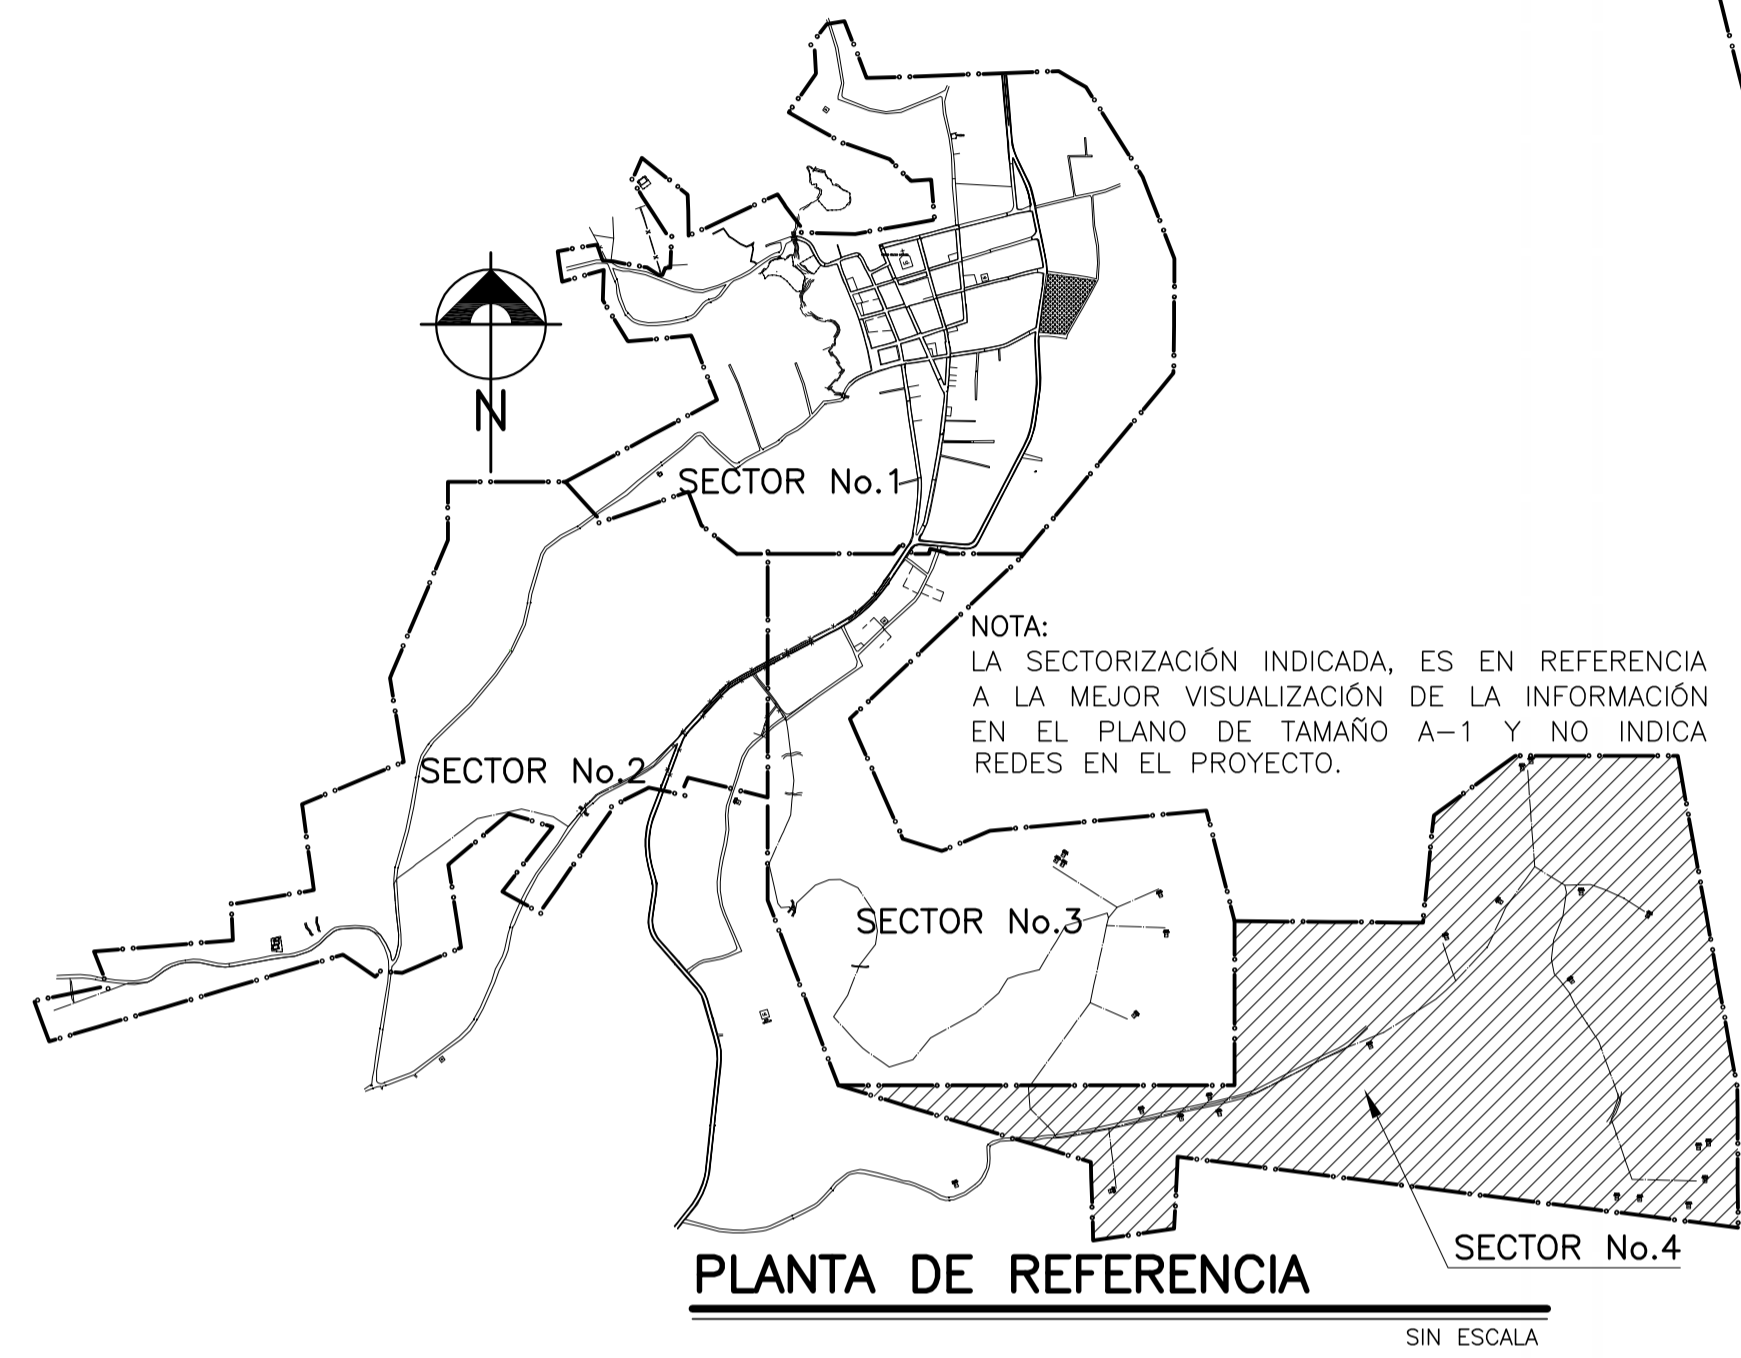 N
SECTOR No.1
NOTA:
LA SECTORIZACIÓN INDICADA, ES EN REFERENCIA
A LA MEJOR VISUALIZACIÓN DE LA INFORMACIÓN
EN EL PLANO DE TAMAÑO A-1 Y NO INDICA
REDES EN EL PROYECTO.
SECTOR No.2
SECTOR No.3
SECTOR No.4
PLANTA DE REFERENCIA
SIN ESCALA